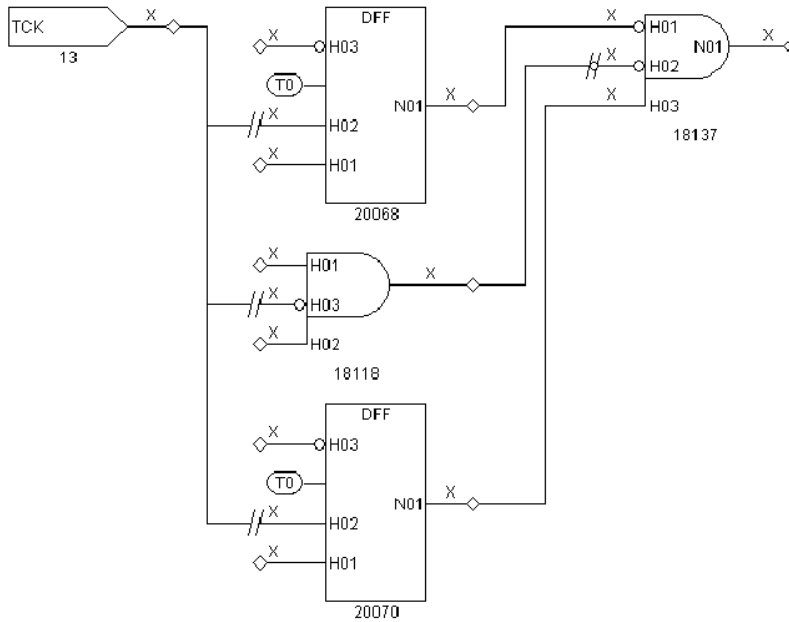 TCK
X
13
DFF
X
H03
T0
X
H02
X
H01
N01
X
20068
X
H01
X
H02
X
H03
N01
X
18137
X
H01
X
H03
X
H02
X
18118
DFF
X
H03
T0
X
H02
X
H01
N01
X
20070